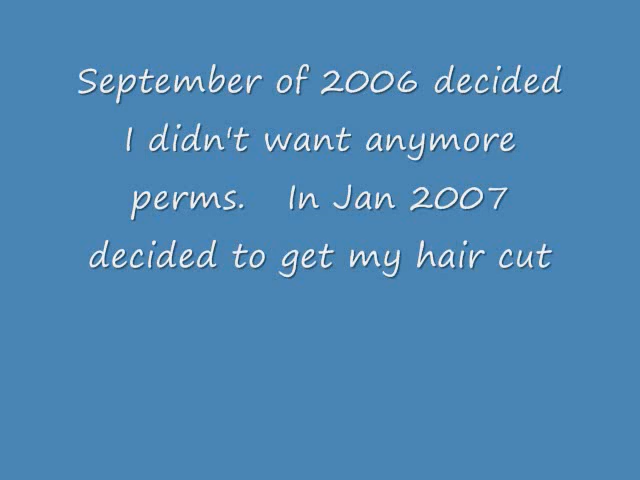 September of 2006 decided
I didn't want anymore
perms.   In Jan 2007
decided to get my hair cut